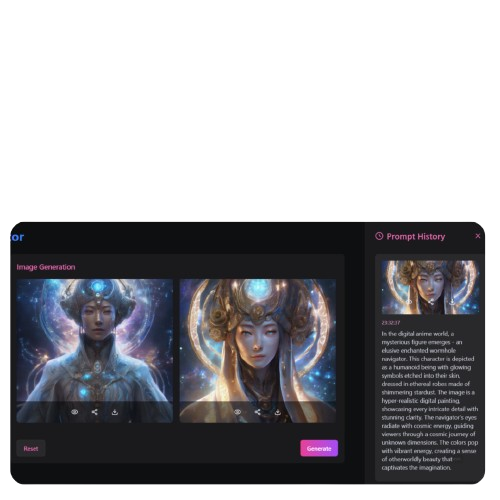 tor
Prompt History
Image Generation
23:32:27
In the digital anime world, a
mysterious figure emerges - an
elusive enchanted wormhole
navigator. This character is depicted
as a humanoid being with glowing
symbols etched into their skin,
dressed in ethereal robes made of
shimmering stardust. The image is a
hyper-realistic digital painting,
showcasing every intricate detail with
stunning clarity. The navigator's eyes
radiate with cosmic energy, guiding
viewers through a cosmic journey of
unknown dimensions. The colors pop
with vibrant energy, creating a sense
of otherworldly beauty that
captivates the imagination.
Reset
Generate